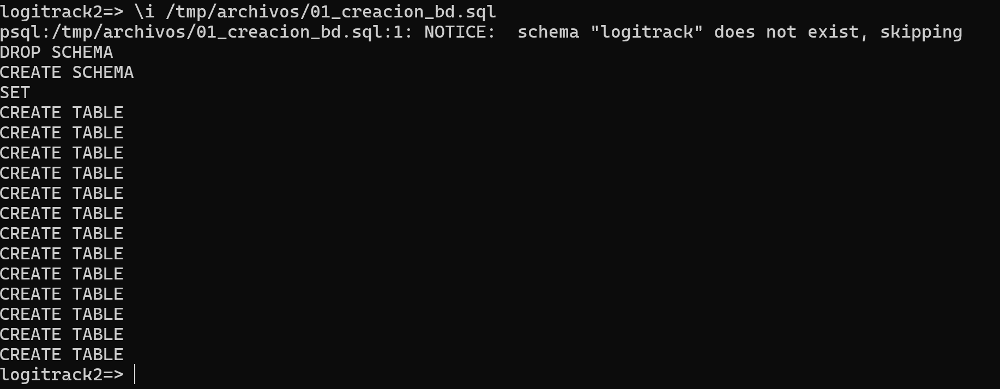 logitrack2=> \i /tmp/archivos/01_creacion_bd.sql
psql:/tmp/archivos/01_creacion_bd.sql:1: NOTICE:  schema "logitrack" does not exist, skipping
DROP SCHEMA
CREATE SCHEMA
SET
CREATE TABLE
CREATE TABLE
CREATE TABLE
CREATE TABLE
CREATE TABLE
CREATE TABLE
CREATE TABLE
CREATE TABLE
CREATE TABLE
CREATE TABLE
CREATE TABLE
CREATE TABLE
CREATE TABLE
logitrack2=>